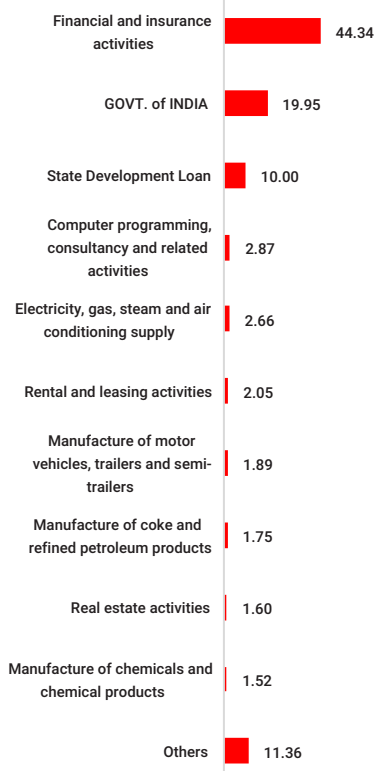 Financial and insurance
activities
44.34
GOVT. of INDIA
19.95
State Development Loan
10.00
Computer programming,
consultancy and related
activities
2.87
Electricity, gas, steam and air
conditioning supply
2.66
Rental and leasing activities
2.05
Manufacture of motor
vehicles, trailers and semi-
trailers
1.89
Manufacture of coke and
refined petroleum products
1.75
Real estate activities
1.60
Manufacture of chemicals and
chemical products
1.52
Others
11.36